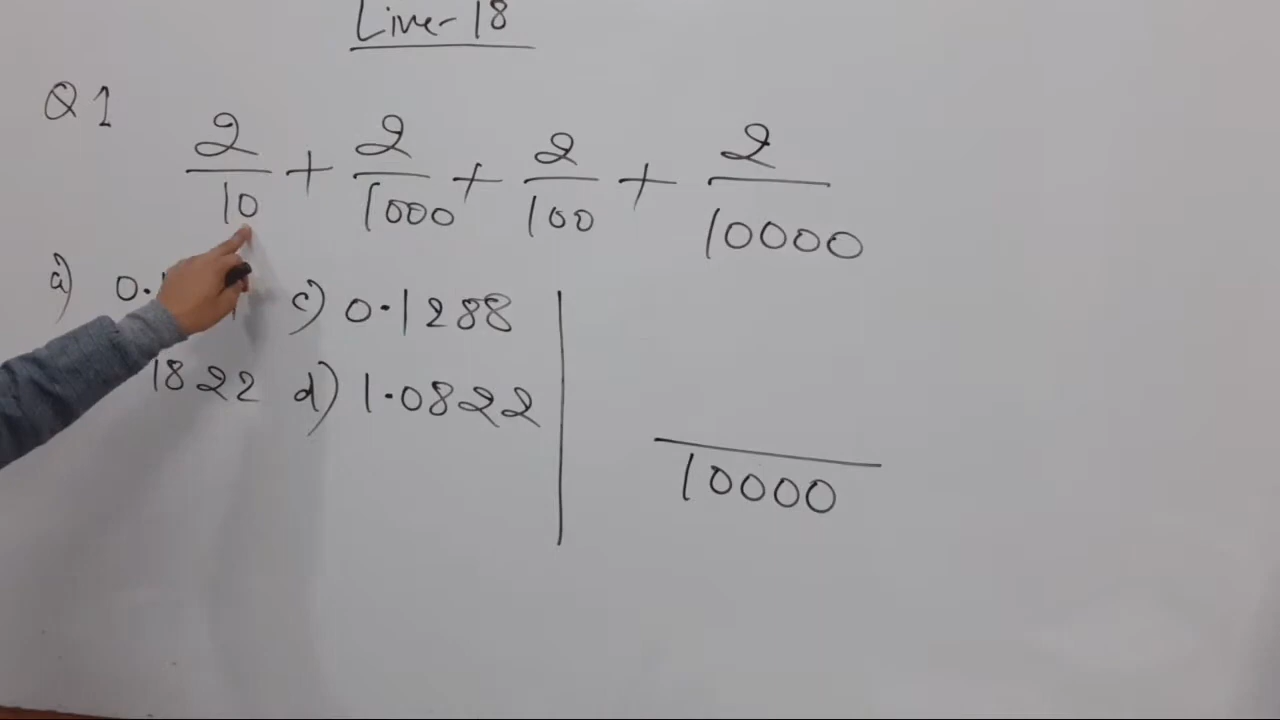 Live-18
Q1
2/10 + 2/1000 + 2/100 + 2/10000
a) 0. c) 0.1288
1822 d) 1.0822
10000